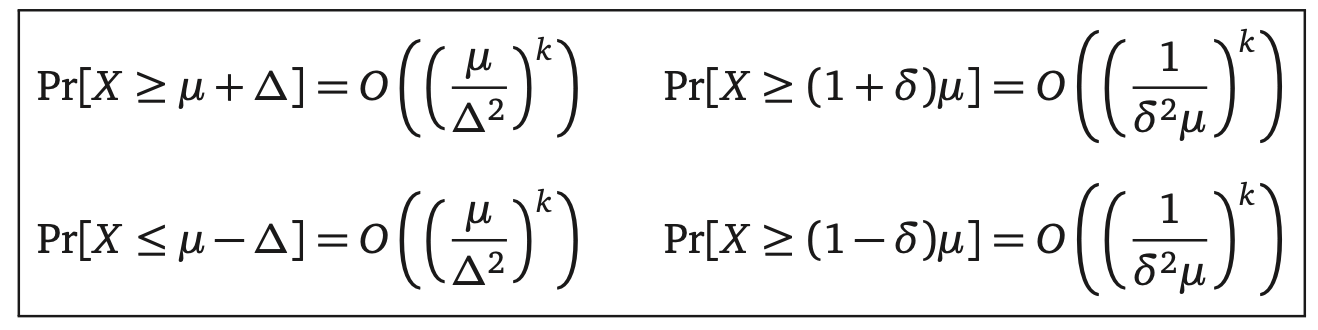 Pr[X ≥ μ + Δ] = O((μ/Δ²)^k) Pr[X ≥ (1 + δ)μ] = O((1/(δ²μ))^k)
Pr[X ≤ μ − Δ] = O((μ/Δ²)^k) Pr[X ≥ (1 − δ)μ] = O((1/(δ²μ))^k)